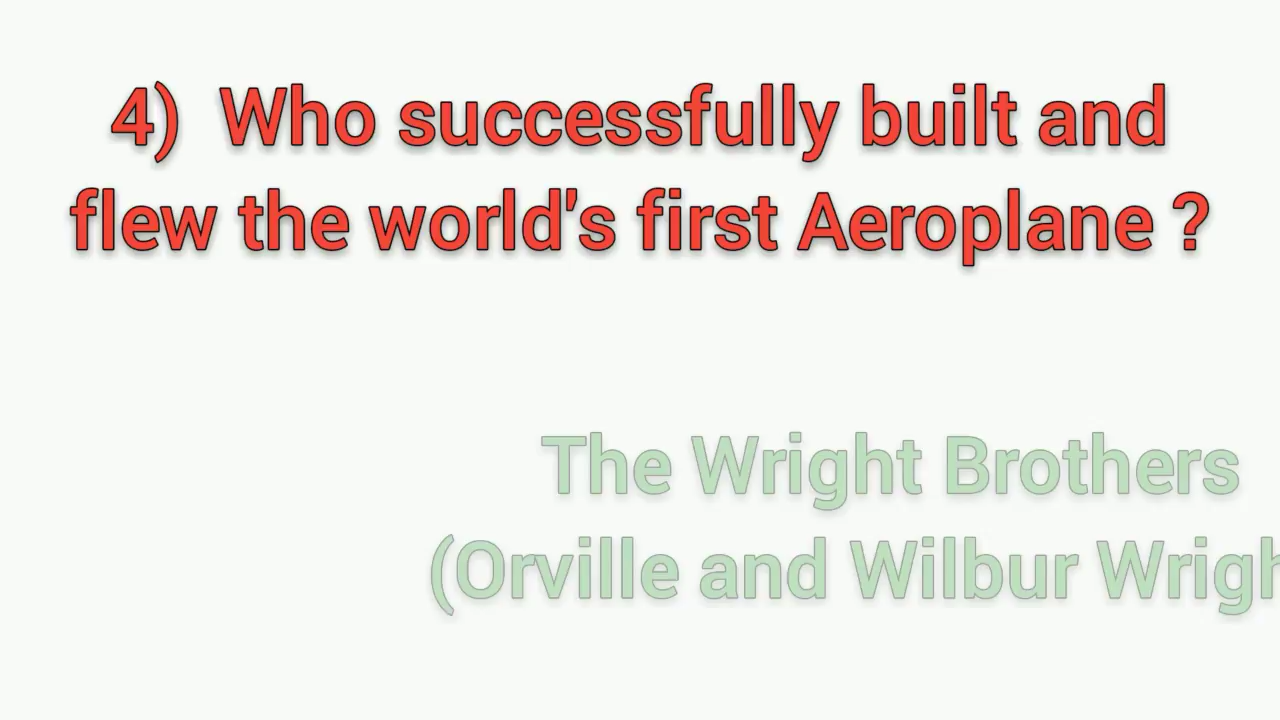 4) Who successfully built and
flew the world's first Aeroplane ?
The Wright Brothers
(Orville and Wilbur Wrigh